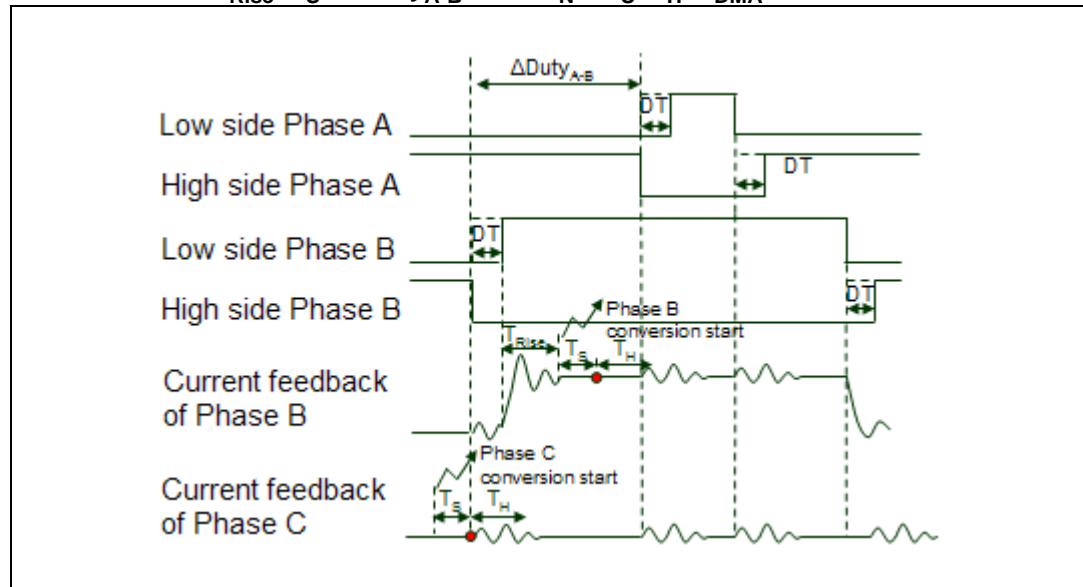 ΔDuty A-B
DT
Low side Phase A
DT
High side Phase A
DT
Low side Phase B
DT
High side Phase B
Phase B
conversion start
TRise
TS
TH
Current feedback
of Phase B
Phase C
conversion start
TS
TH
Current feedback
of Phase C